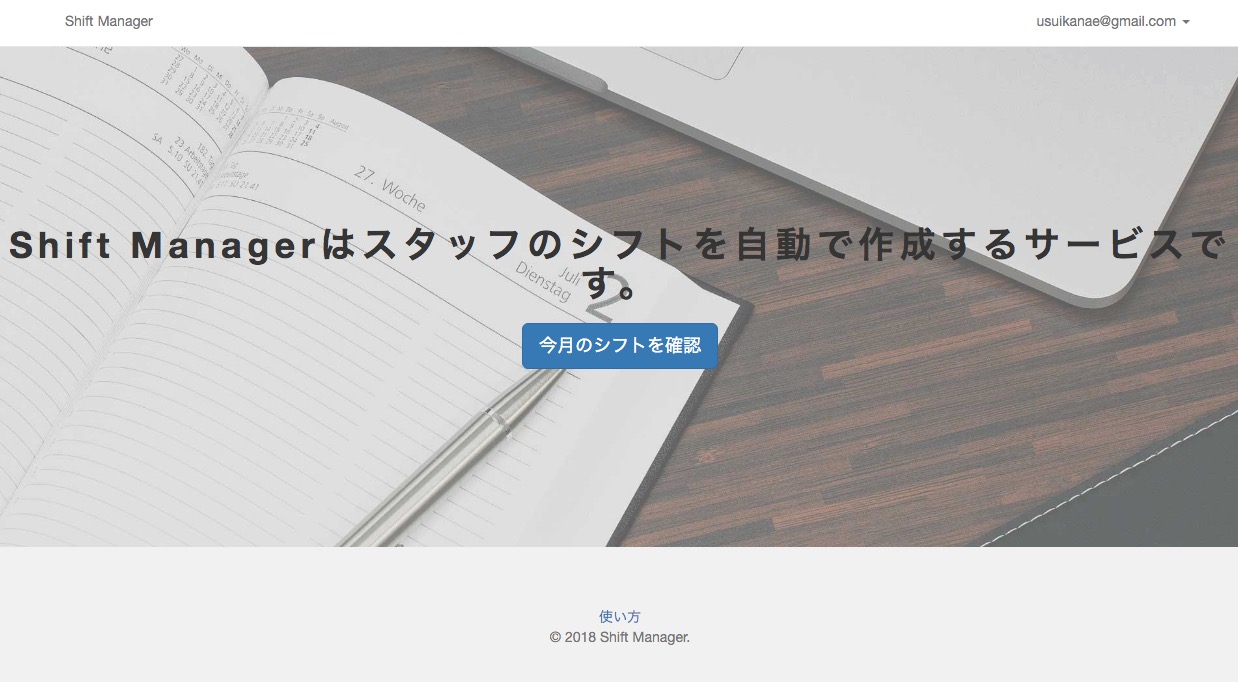 Shift Manager
usuikanae@gmail.com
27. Woche
Shift Managerはスタッフのシフトを自動で作成するサービスで
す。
Juli
Dienstag 2
今月のシフトを確認
使い方
© 2018 Shift Manager.